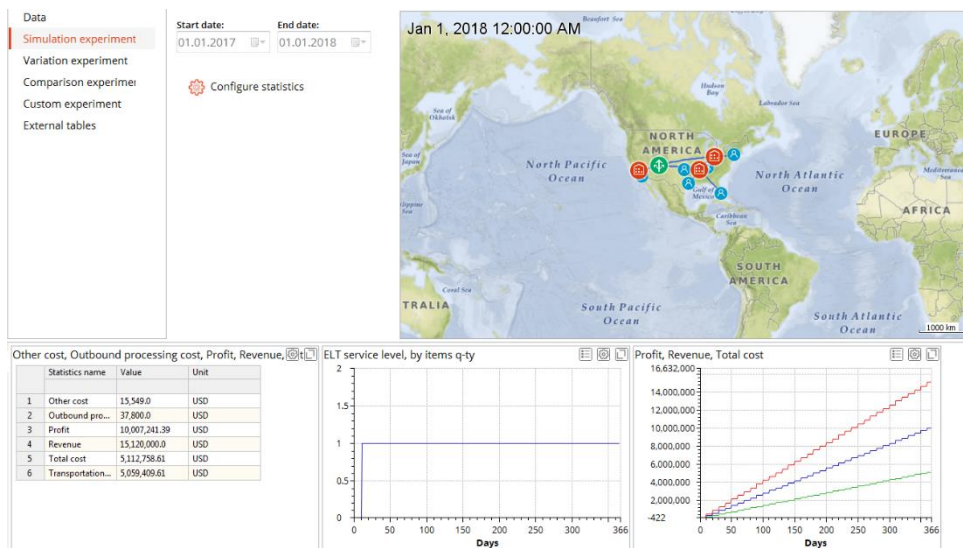 Data
Simulation experiment
Variation experiment
Comparison experimer
Custom experiment
External tables
Start date:
End date:
01.01.2017
01.01.2018
Configure statistics
Jan 1, 2018 12:00:00 AM
Beaufort Sea
Hudson
Bay
Labrador Sea
Sea of
Okhotsk
NORTH
AMERICA
EUROPE
Sea of
Japan
North Pacific
Ocean
North Atlantic
Ocean
Mediterranean
Sea
Gulf of
Mexico
Caribbean
Sea
AFRICA
Philippine
Sea
SOUTH
AMERICA
Coral Sea
TRALIA
South Pacific
Ocean
South Atlantic
Ocean
1000 km
Other cost, Outbound processing cost, Profit, Revenue,
Statistics name Value Unit
1 Other cost 15,549.0 USD
2 Outbound pro... 37,800.0 USD
3 Profit 10,007,241.39 USD
4 Revenue 15,120,000.0 USD
5 Total cost 5,112,758.61 USD
6 Transportation... 5,059,409.61 USD
ELT service level, by items q-ty
2
1.5
1
0.5
0
0 50 100 150 200 250 300 366
Days
Profit, Revenue, Total cost
16,632,000
14,000,000
12,000,000
10,000,000
8,000,000
6,000,000
4,000,000
2,000,000
-422
0 50 100 150 200 250 300 366
Days